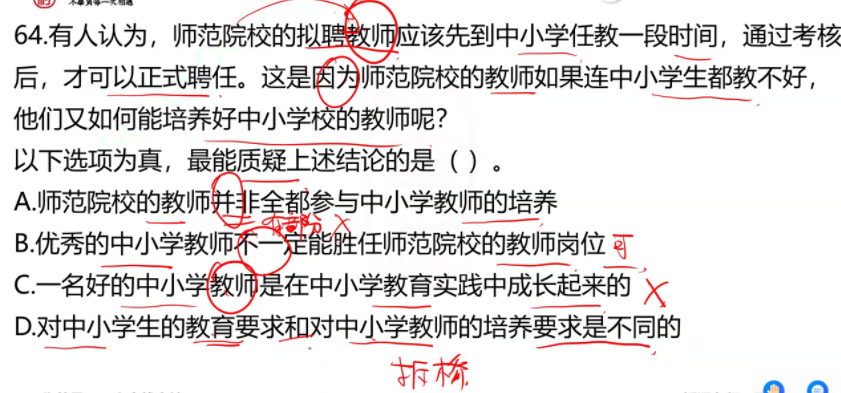 64.有人认为，师范院校的拟聘教师应该先到中小学任教一段时间，通过考核
后，才可以正式聘任。这是因为师范院校的教师如果连中小学生都教不好，
他们又如何能培养好中小学校的教师呢？
以下选项为真，最能质疑上述结论的是（ ）。
A.师范院校的教师并非全都参与中小学教师的培养
有部分 X
B.优秀的中小学教师不一定能胜任师范院校的教师岗位 可
C.一名好的中小学教师是在中小学教育实践中成长起来的 X
D.对中小学生的教育要求和对中小学教师的培养要求是不同的
拆桥